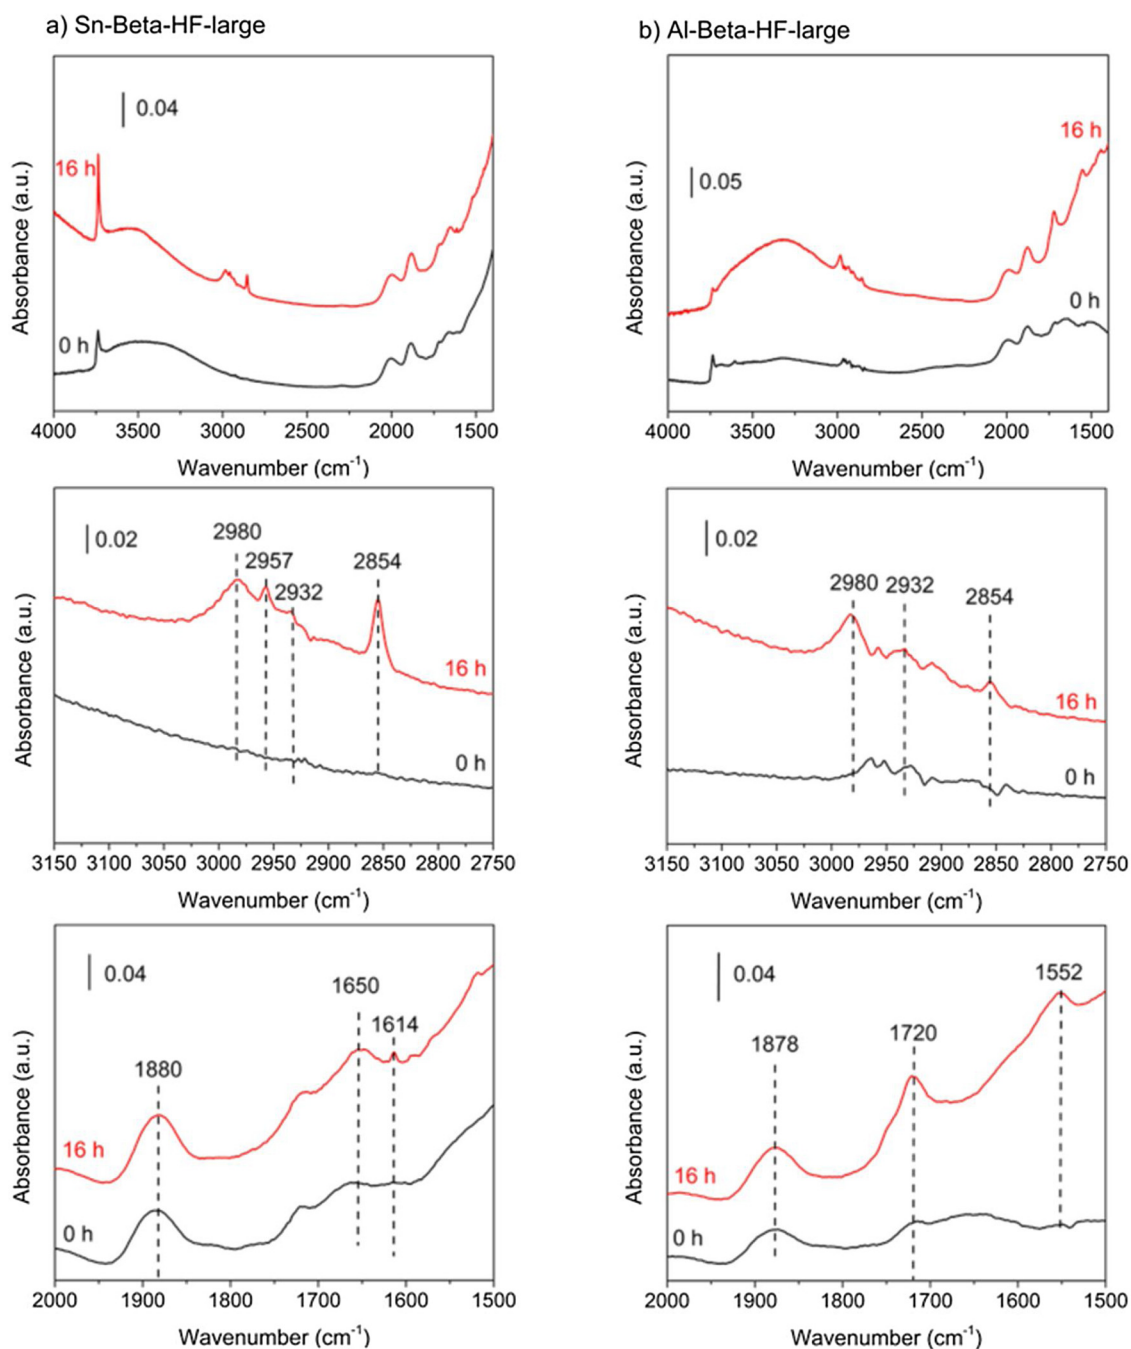 a) Sn-Beta-HF-large
b) Al-Beta-HF-large
Absorbance (a.u.)
0.04
16 h
0 h
4000 3500 3000 2500 2000 1500
Wavenumber (cm⁻¹)
Absorbance (a.u.)
0.05
16 h
0 h
4000 3500 3000 2500 2000 1500
Wavenumber (cm⁻¹)
Absorbance (a.u.)
0.02
2980
2957
2932
2854
16 h
0 h
3150 3100 3050 3000 2950 2900 2850 2800 2750
Wavenumber (cm⁻¹)
Absorbance (a.u.)
0.02
2980 2932
2854
16 h
0 h
3150 3100 3050 3000 2950 2900 2850 2800 2750
Wavenumber (cm⁻¹)
Absorbance (a.u.)
0.04
1650
1614
1880
16 h
0 h
2000 1900 1800 1700 1600 1500
Wavenumber (cm⁻¹)
Absorbance (a.u.)
0.04
1552
1720
1878
16 h
0 h
2000 1900 1800 1700 1600 1500
Wavenumber (cm⁻¹)